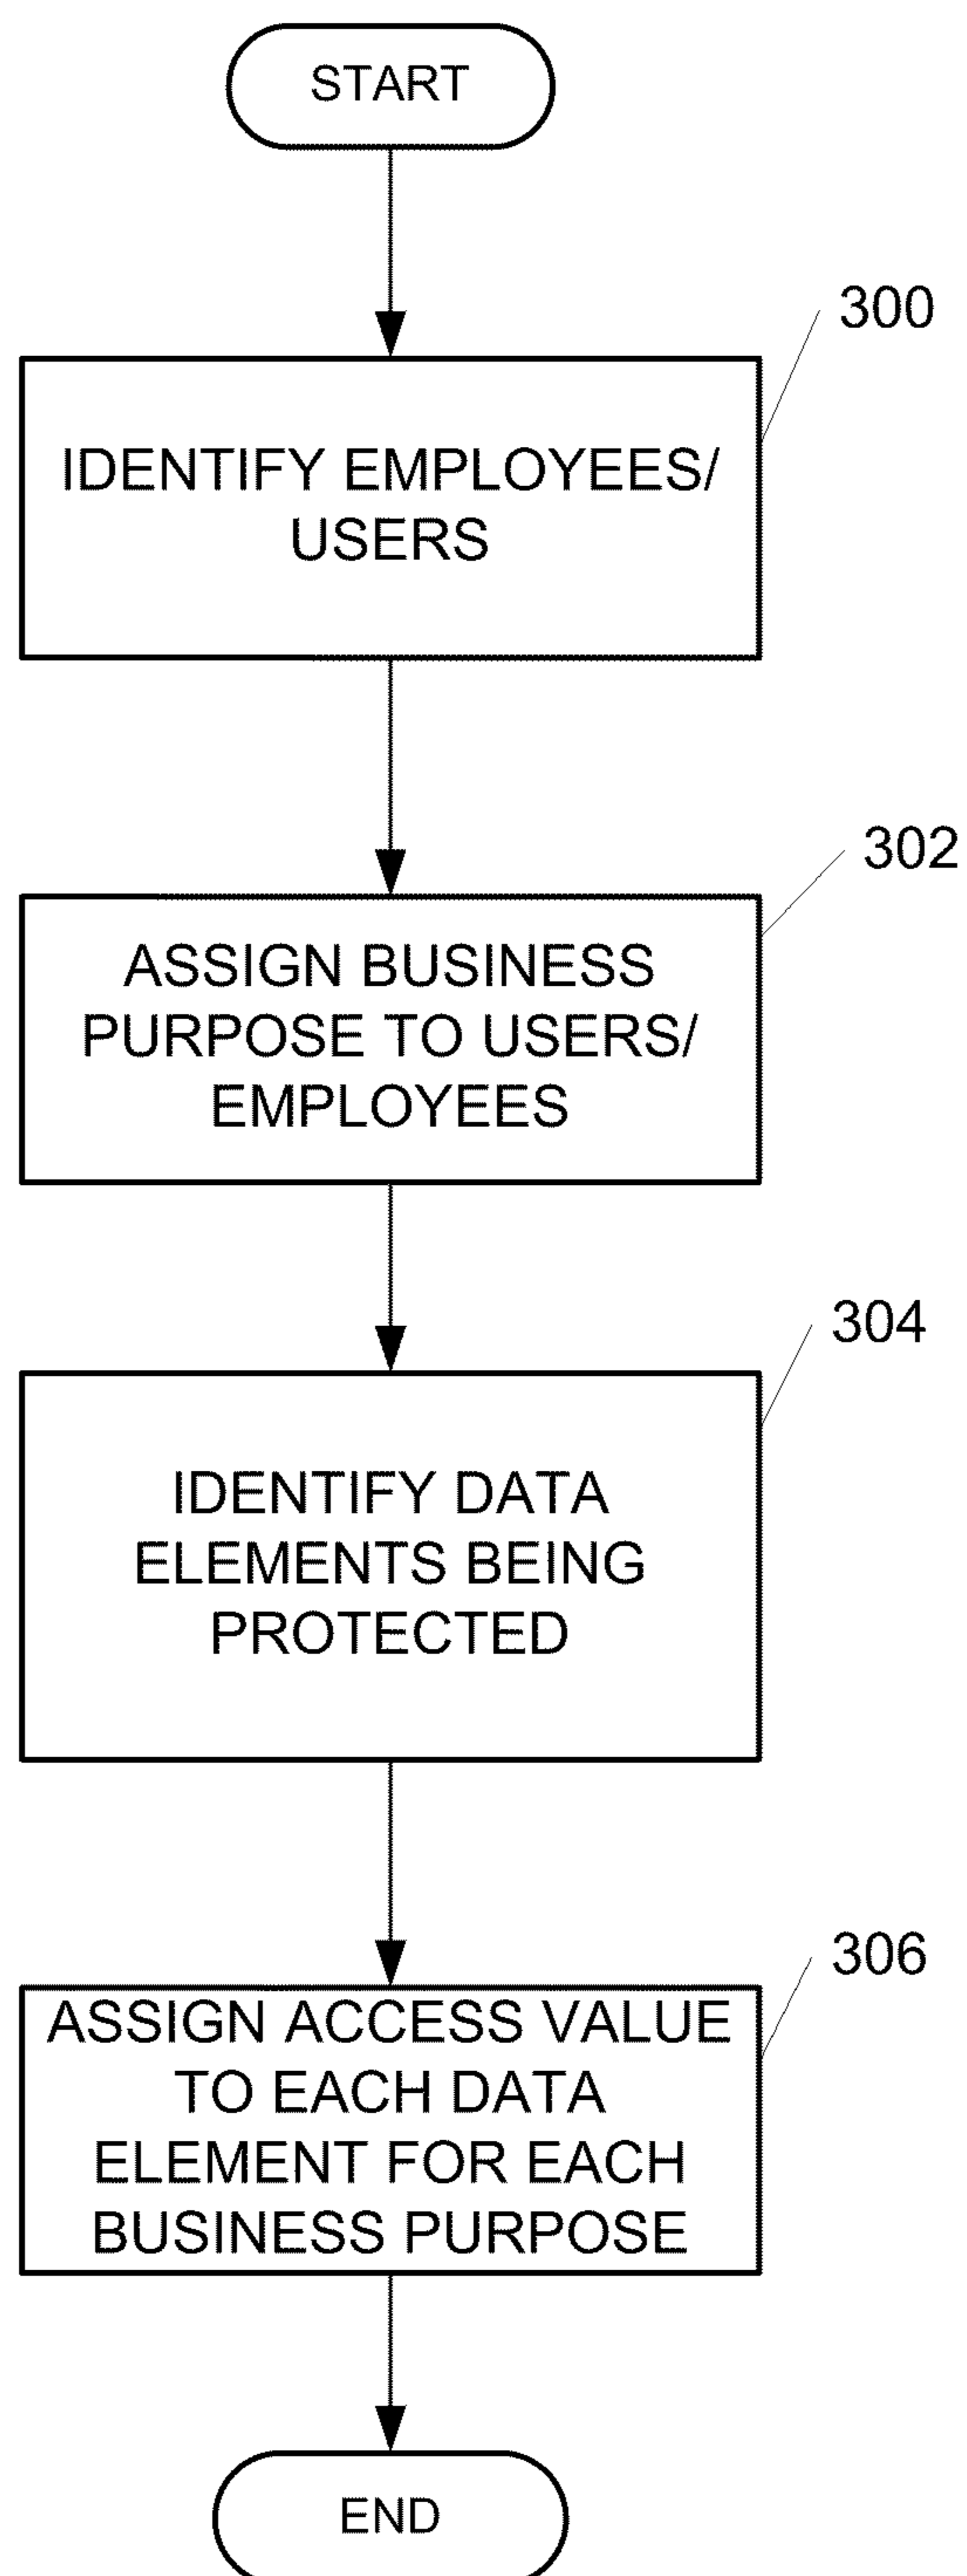 START
300
IDENTIFY EMPLOYEES/
USERS
302
ASSIGN BUSINESS
PURPOSE TO USERS/
EMPLOYEES
304
IDENTIFY DATA
ELEMENTS BEING
PROTECTED
306
ASSIGN ACCESS VALUE
TO EACH DATA
ELEMENT FOR EACH
BUSINESS PURPOSE
END